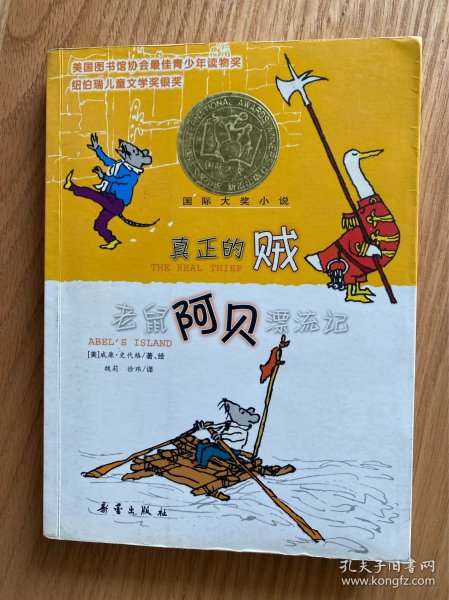 美国图书馆协会最佳青少年读物奖
纽伯瑞儿童文学奖银奖
国际大奖小说
真正的贼
THE REAL THIEF
老鼠阿贝漂流记
ABEL'S ISLAND
[美]威廉·史代格/著、绘
魏莉 徐玮/译
新蕾出版社
孔夫子旧书网
www.kongfz.com